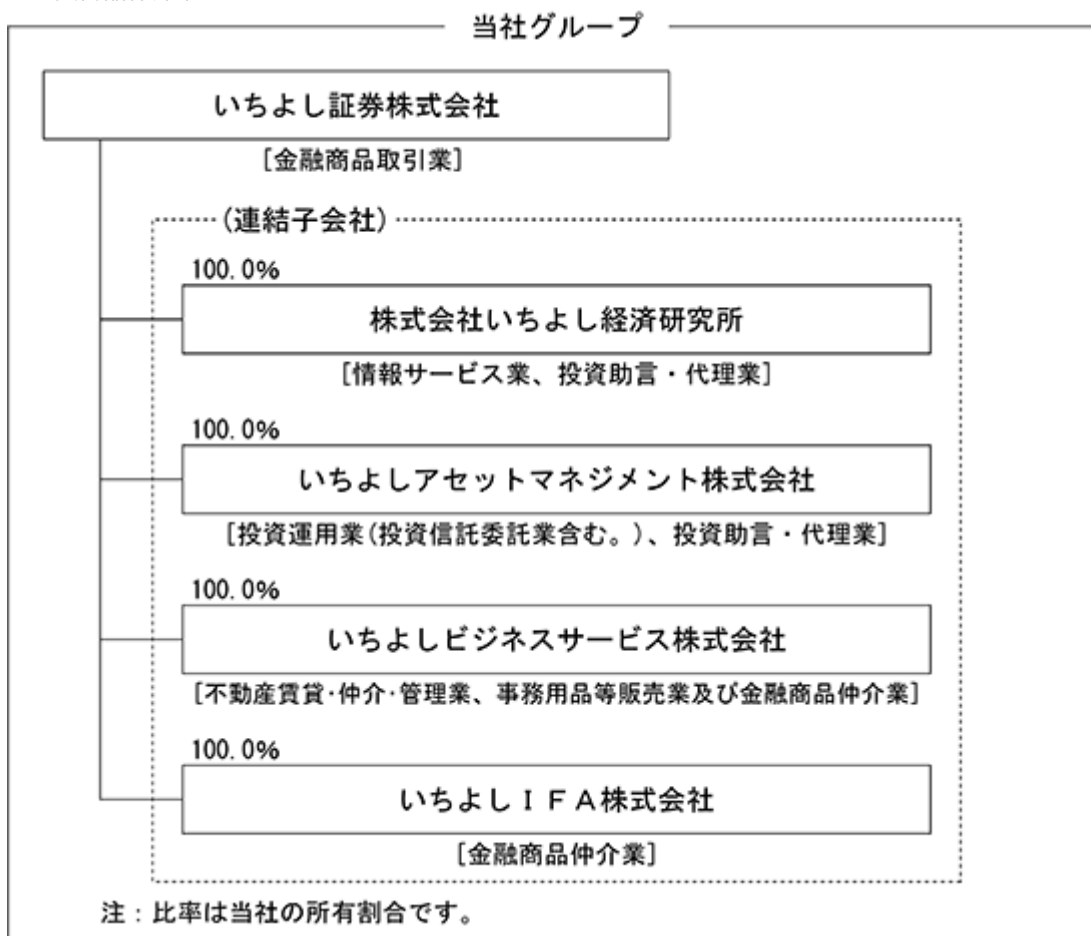 当社グループ
いちよし証券株式会社
[金融商品取引業]
(連結子会社)
100.0%
株式会社いちよし経済研究所
[情報サービス業、投資助言・代理業]
100.0%
いちよしアセットマネジメント株式会社
[投資運用業(投資信託委託業含む。)、投資助言・代理業]
100.0%
いちよしビジネスサービス株式会社
[不動産賃貸・仲介・管理業、事務用品等販売業及び金融商品仲介業]
100.0%
いちよしＩＦＡ株式会社
[金融商品仲介業]
注：比率は当社の所有割合です。